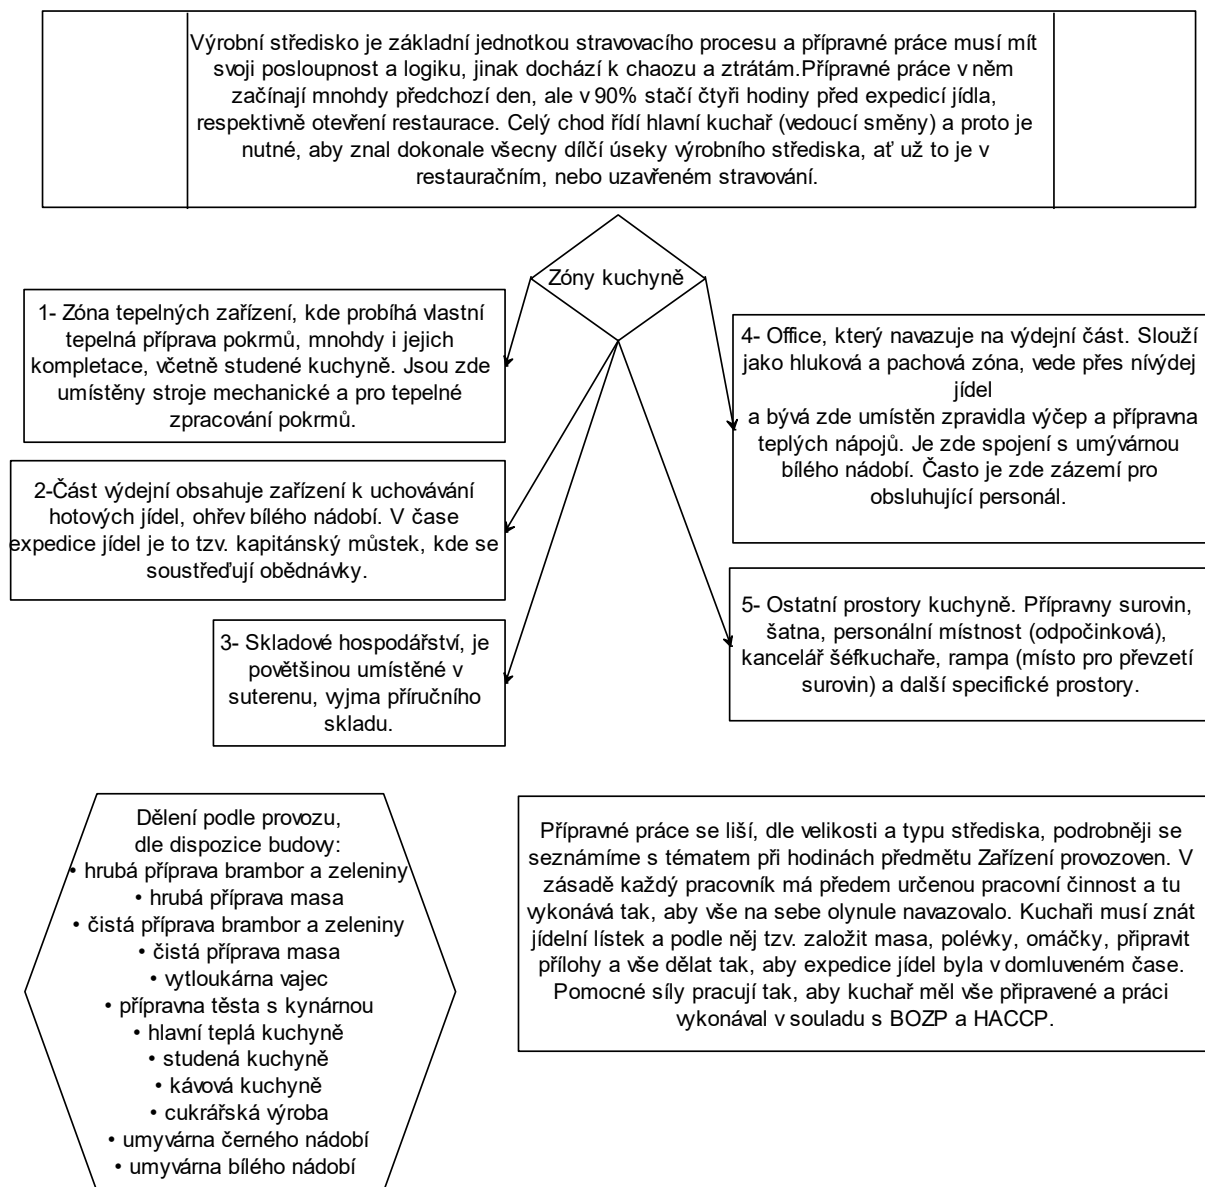 Výrobní středisko je základní jednotkou stravovacího procesu a přípravné práce musí mít
svoji posloupnost a logiku, jinak dochází k chaozu a ztrátám.Přípravné práce v něm
začínají mnohdy předchozí den, ale v 90% stačí čtyři hodiny před expedicí jídla,
respektivně otevření restaurace. Celý chod řídí hlavní kuchař (vedoucí směny) a proto je
nutné, aby znal dokonale všecny dílčí úseky výrobního střediska, ať už to je v
restauračním, nebo uzavřeném stravování.
Zóny kuchyně
1- Zóna tepelných zařízení, kde probíhá vlastní
tepelná příprava pokrmů, mnohdy i jejich
kompletace, včetně studené kuchyně. Jsou zde
umístěny stroje mechanické a pro tepelné
zpracování pokrmů.
2-Část výdejní obsahuje zařízení k uchovávání
hotových jídel, ohřev bílého nádobí. V čase
expedice jídel je to tzv. kapitánský můstek, kde se
soustřeďují obědnávky.
3- Skladové hospodářství, je
povětšinou umístěné v
suterenu, vyjma příručního
skladu.
4- Office, který navazuje na výdejní část. Slouží
jako hluková a pachová zóna, vede přes nívýdej
jídel
a bývá zde umístěn zpravidla výčep a přípravna
teplých nápojů. Je zde spojení s umývárnou
bílého nádobí. Často je zde zázemí pro
obsluhující personál.
5- Ostatní prostory kuchyně. Přípravny surovin,
šatna, personální místnost (odpočinková),
kancelář šéfkuchaře, rampa (místo pro převzetí
surovin) a další specifické prostory.
Dělení podle provozu,
dle dispozice budovy:
• hrubá příprava brambor a zeleniny
• hrubá příprava masa
• čistá příprava brambor a zeleniny
• čistá příprava masa
• vytloukárna vajec
• přípravna těsta s kynárnou
• hlavní teplá kuchyně
• studená kuchyně
• kávová kuchyně
• cukrářská výroba
• umyvárna černého nádobí
• umyvárna bílého nádobí
Přípravné práce se liší, dle velikosti a typu střediska, podrobněji se
seznámíme s tématem při hodinách předmětu Zařízení provozoven. V
zásadě každý pracovník má předem určenou pracovní činnost a tu
vykonává tak, aby vše na sebe olynule navazovalo. Kuchaři musí znát
jídelní lístek a podle něj tzv. založit masa, polévky, omáčky, připravit
přílohy a vše dělat tak, aby expedice jídel byla v domluveném čase.
Pomocné síly pracují tak, aby kuchař měl vše připravené a práci
vykonával v souladu s BOZP a HACCP.